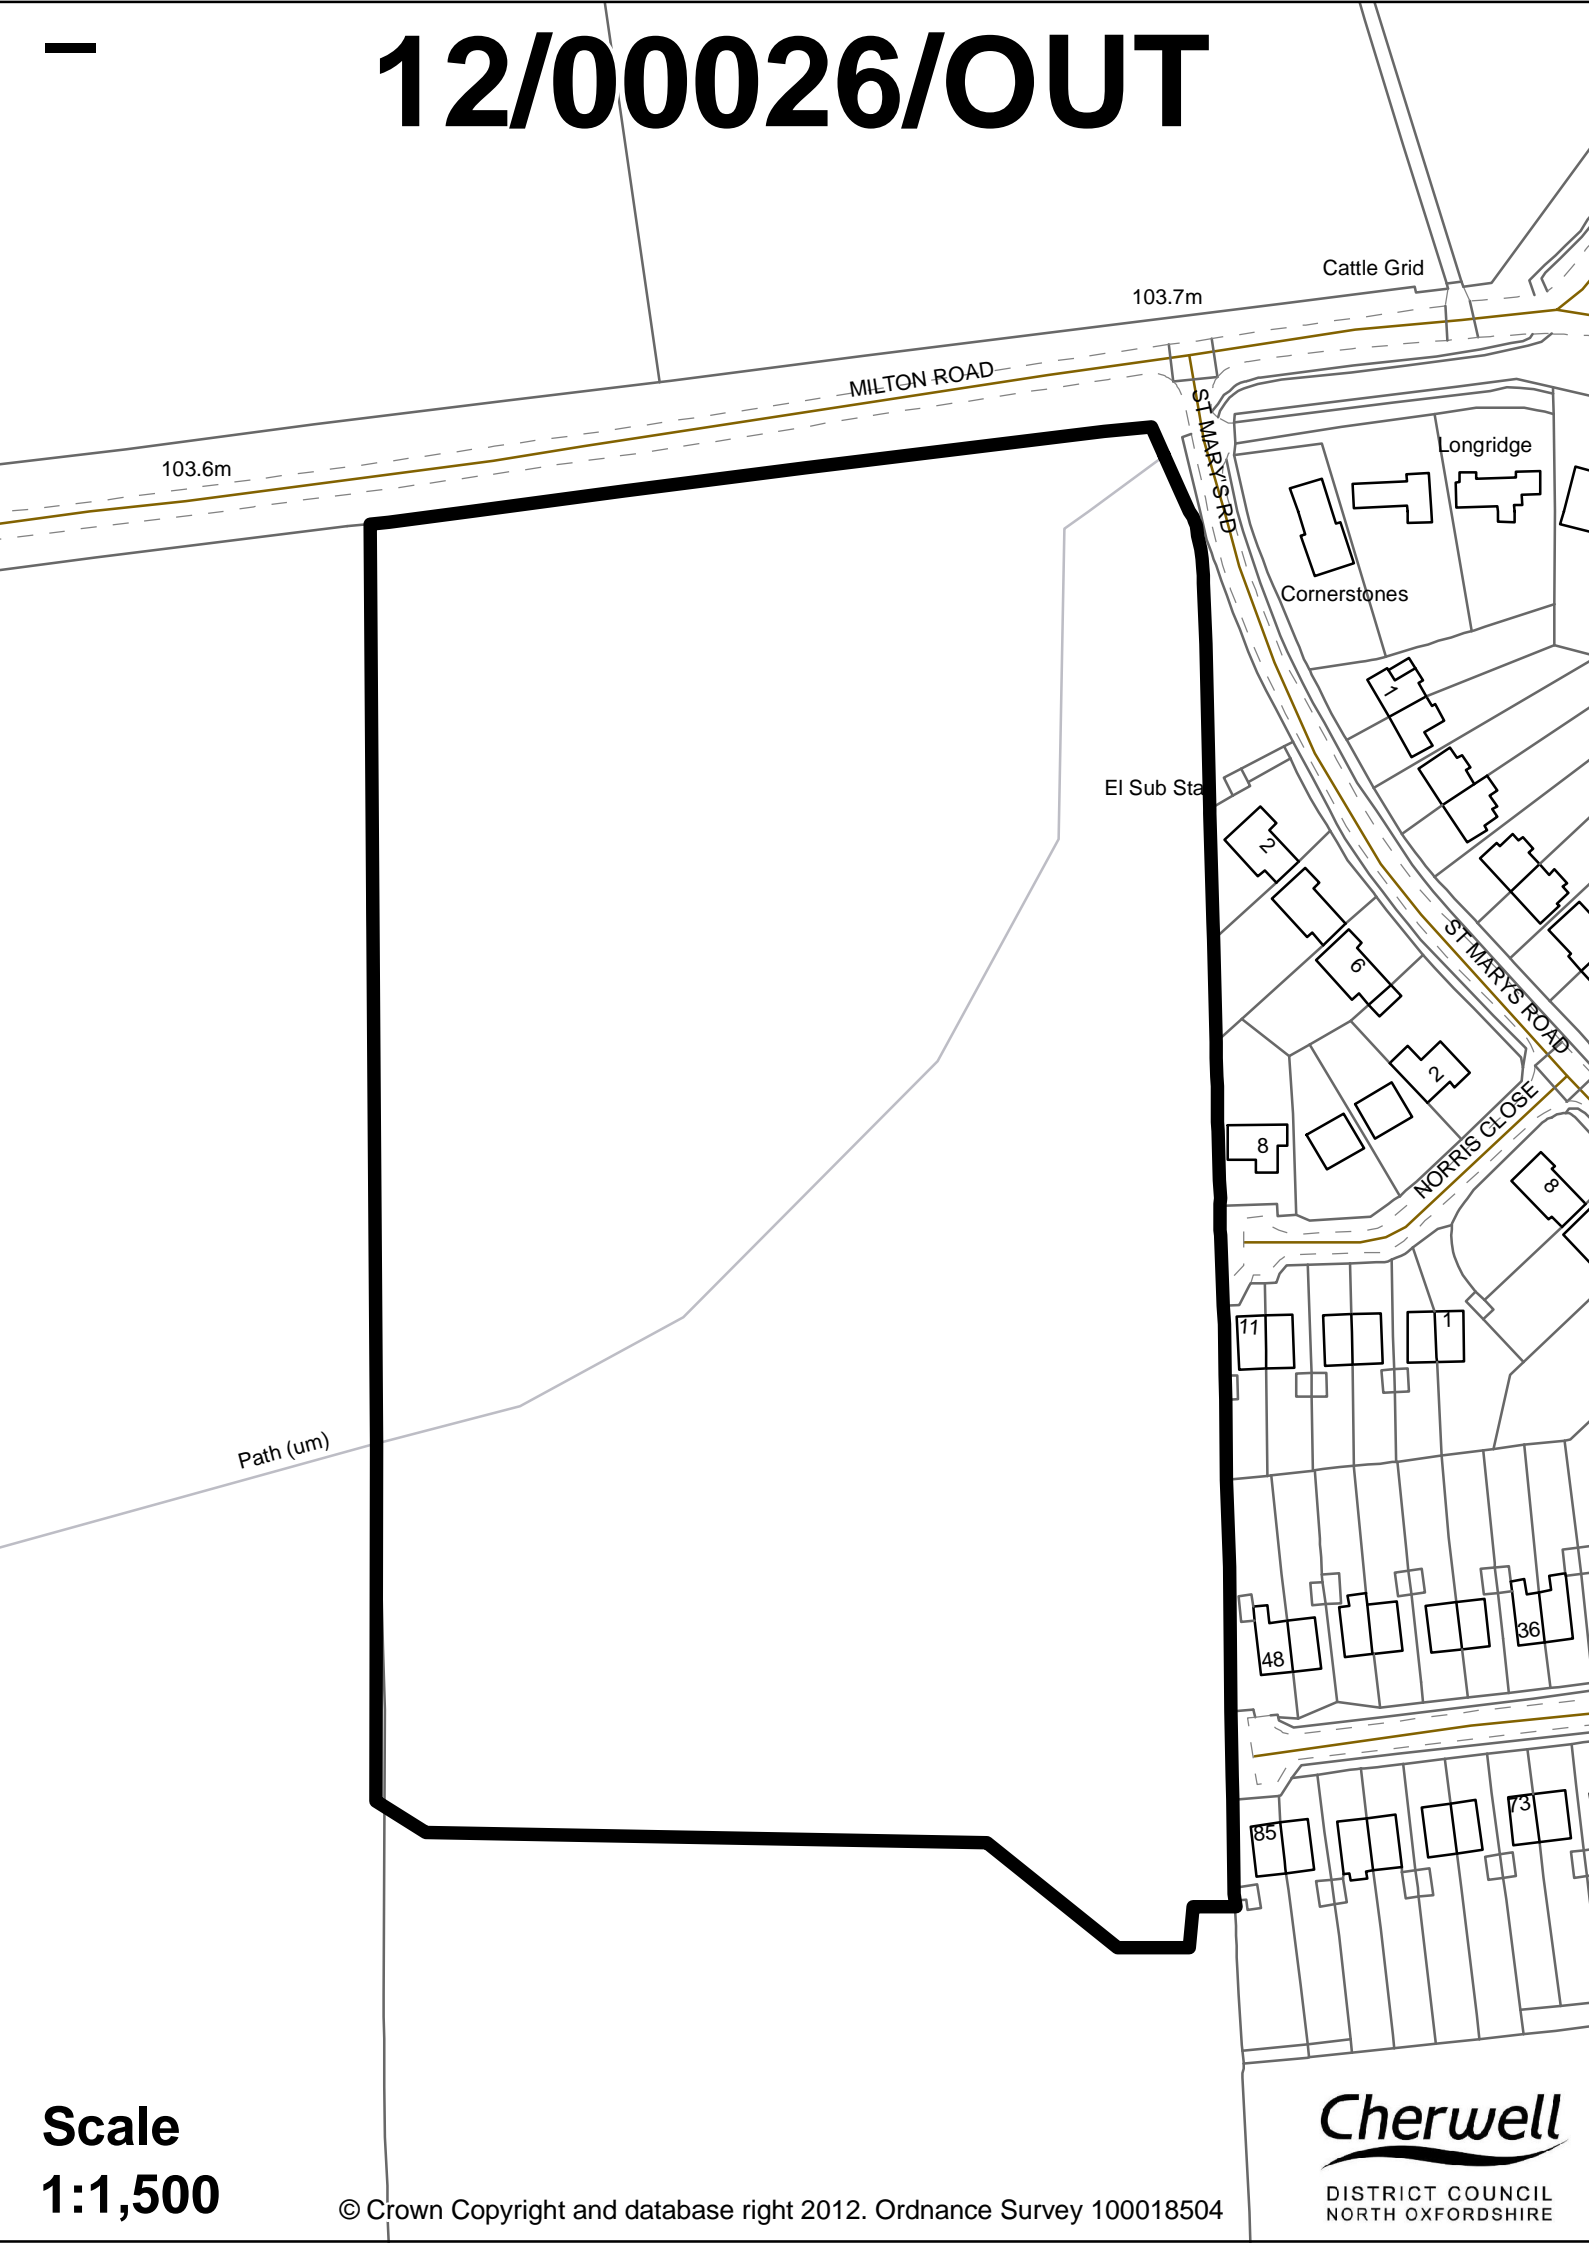 12/00026/OUT
Cattle Grid
103.7m
MILTON ROAD
ST MARY'S RD
Longridge
103.6m
Cornerstones
1
El Sub Sta
2
6
ST MARYS ROAD
2
NORRIS CLOSE
8
8
11
1
Path (um)
36
48
73
85
Scale
1:1,500
© Crown Copyright and database right 2012. Ordnance Survey 100018504
Cherwell
DISTRICT COUNCIL
NORTH OXFORDSHIRE